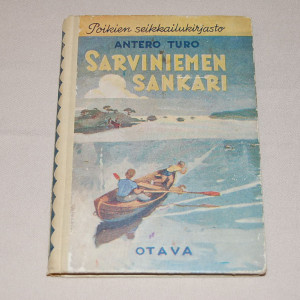 Poikien seikkailukirjasto
ANTERO TURO
SARVINIEMEN
SANKARI
OTAVA